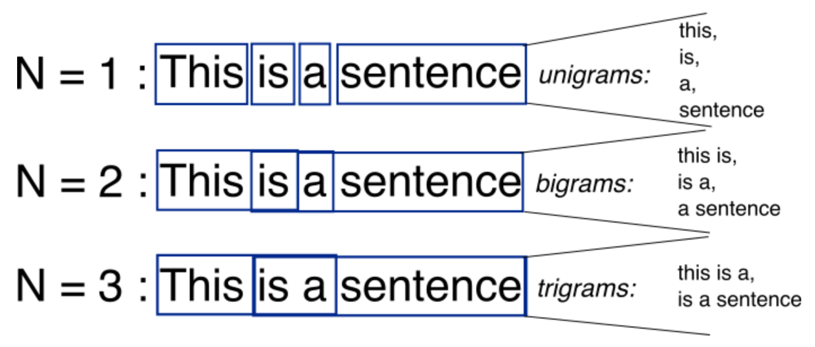 N = 1 : This is a sentence unigrams:
this,
is,
a,
sentence
N = 2 : This is a sentence bigrams:
this is,
is a,
a sentence
N = 3 : This is a sentence trigrams:
this is a,
is a sentence